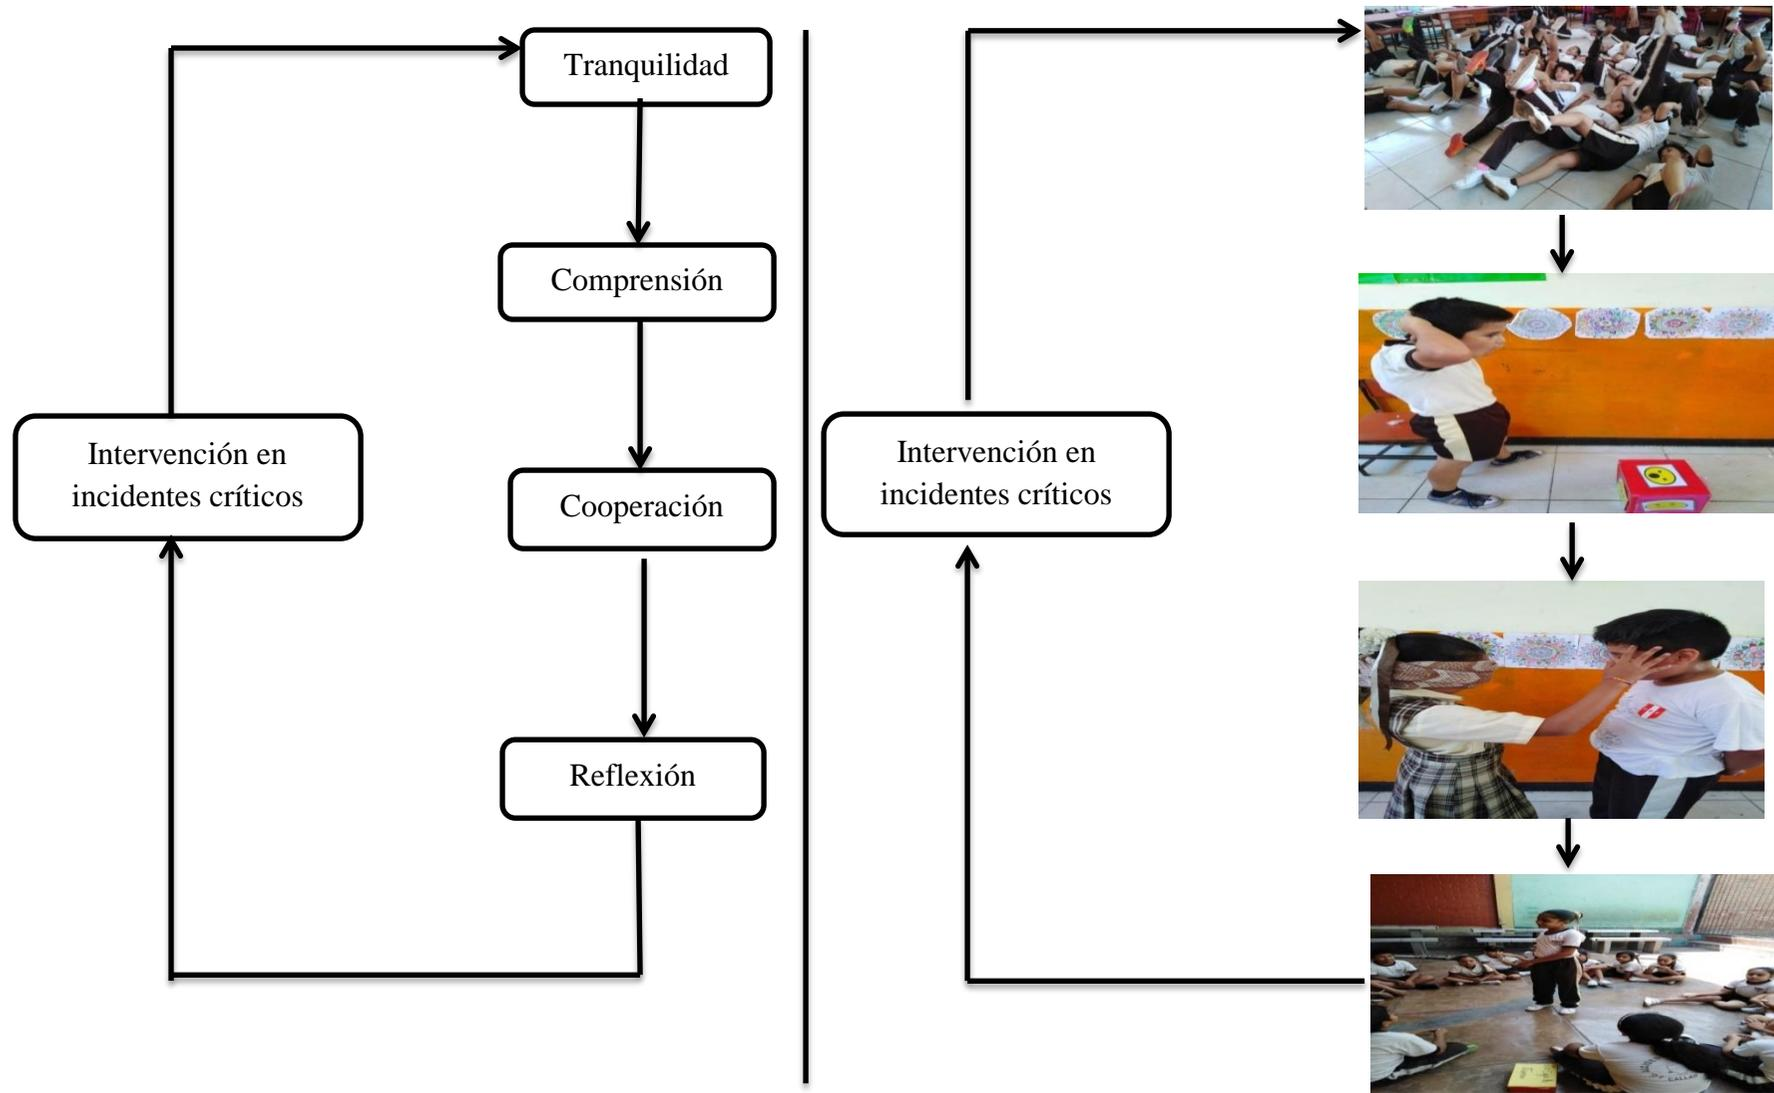 Tranquilidad
Comprensión
Intervención en
incidentes críticos
Cooperación
Reflexión
Intervención en
incidentes críticos